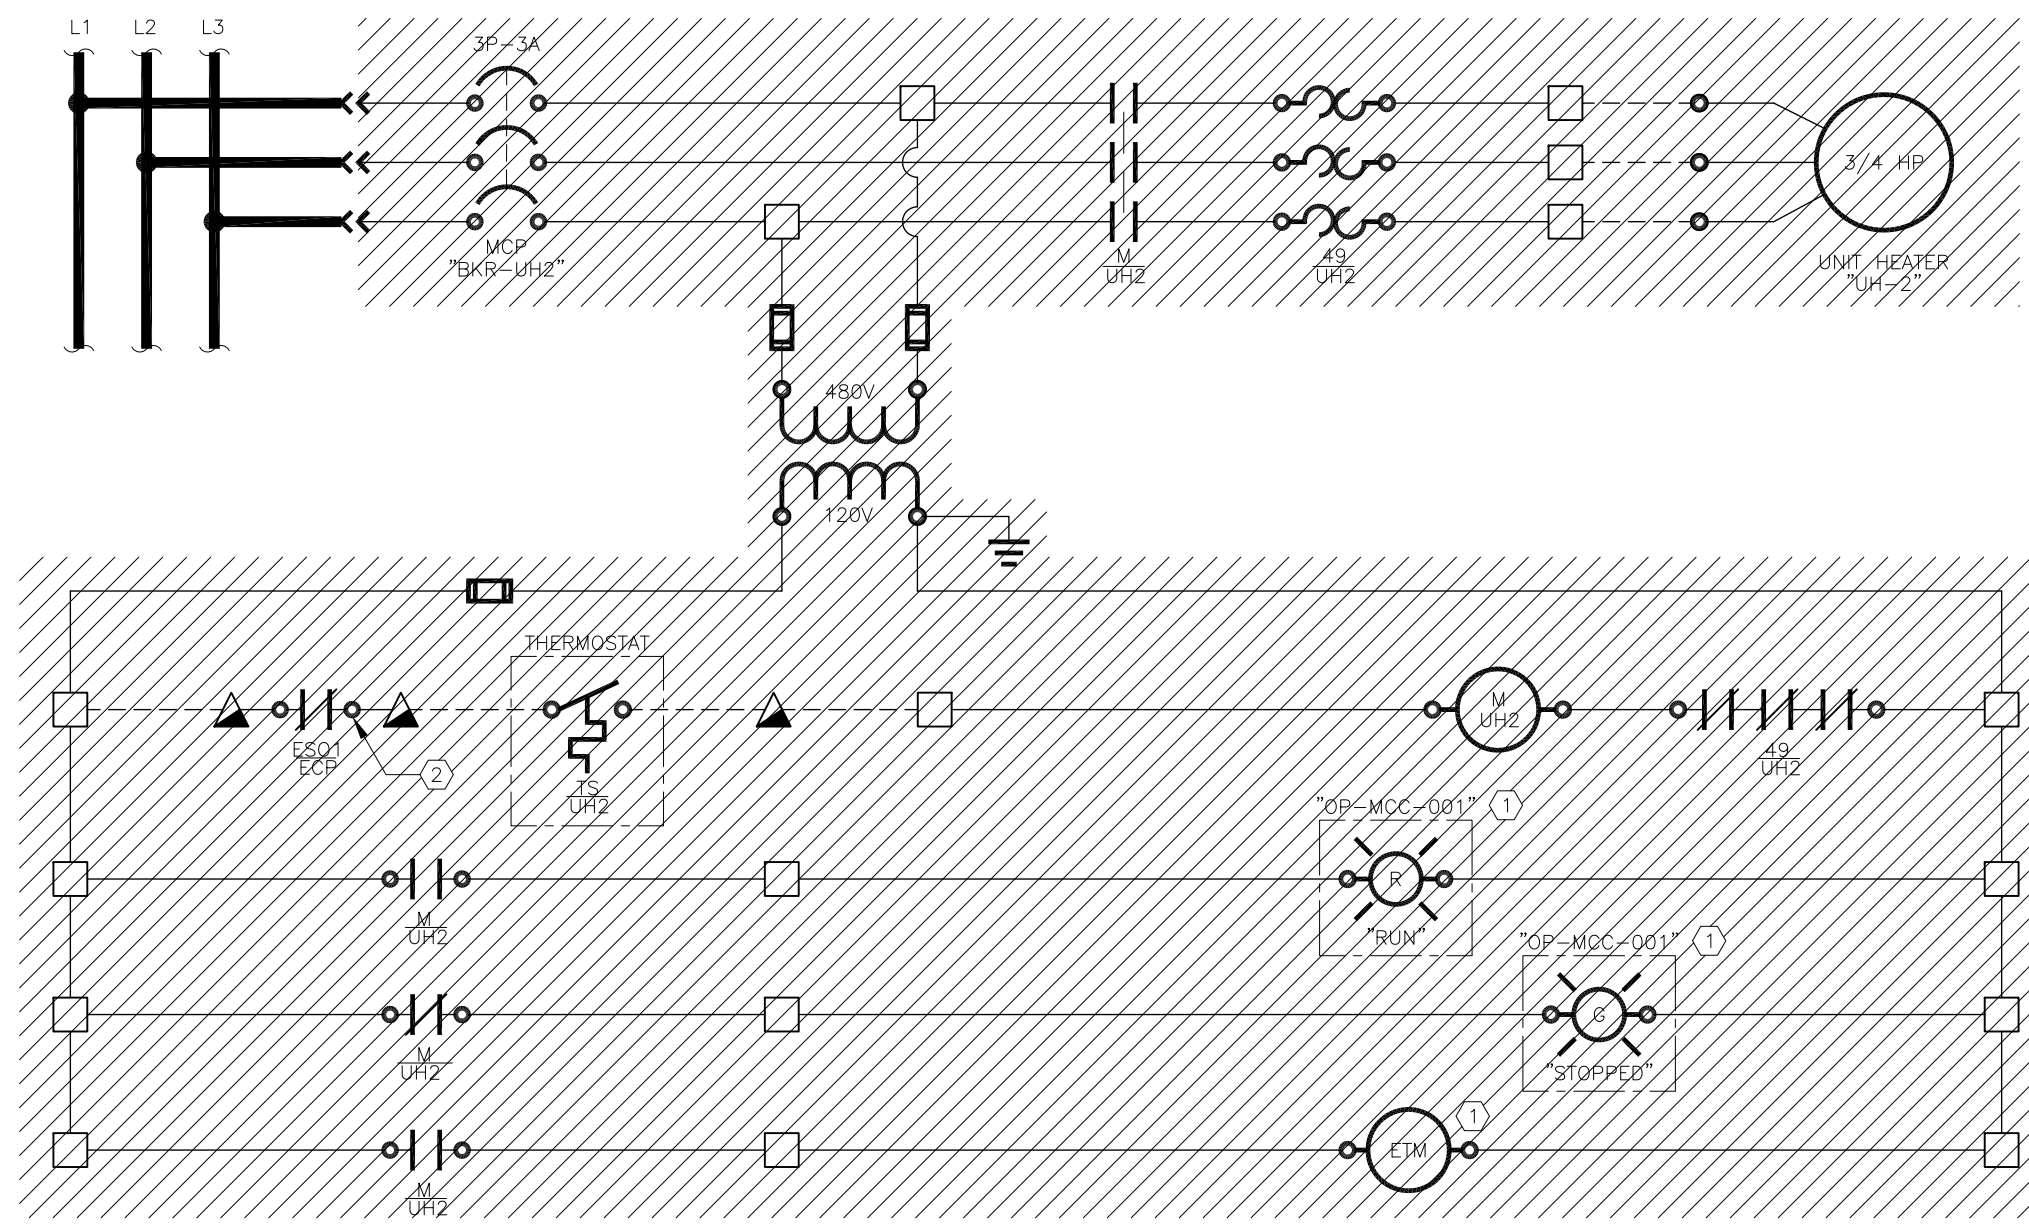 L1 L2 L3
3P-3A
MCP
"BKR-UH2"
M
UH2
49
UH2
3/4 HP
UNIT HEATER
"UH-2"
480V
120V
THERMOSTAT
ES01
ECP
2
TS
UH2
M
UH2
49
UH2
"OP-MCC-001" 1
M
UH2
R
"RUN"
"OP-MCC-001" 1
M
UH2
G
"STOPPED"
1
M
UH2
ETM